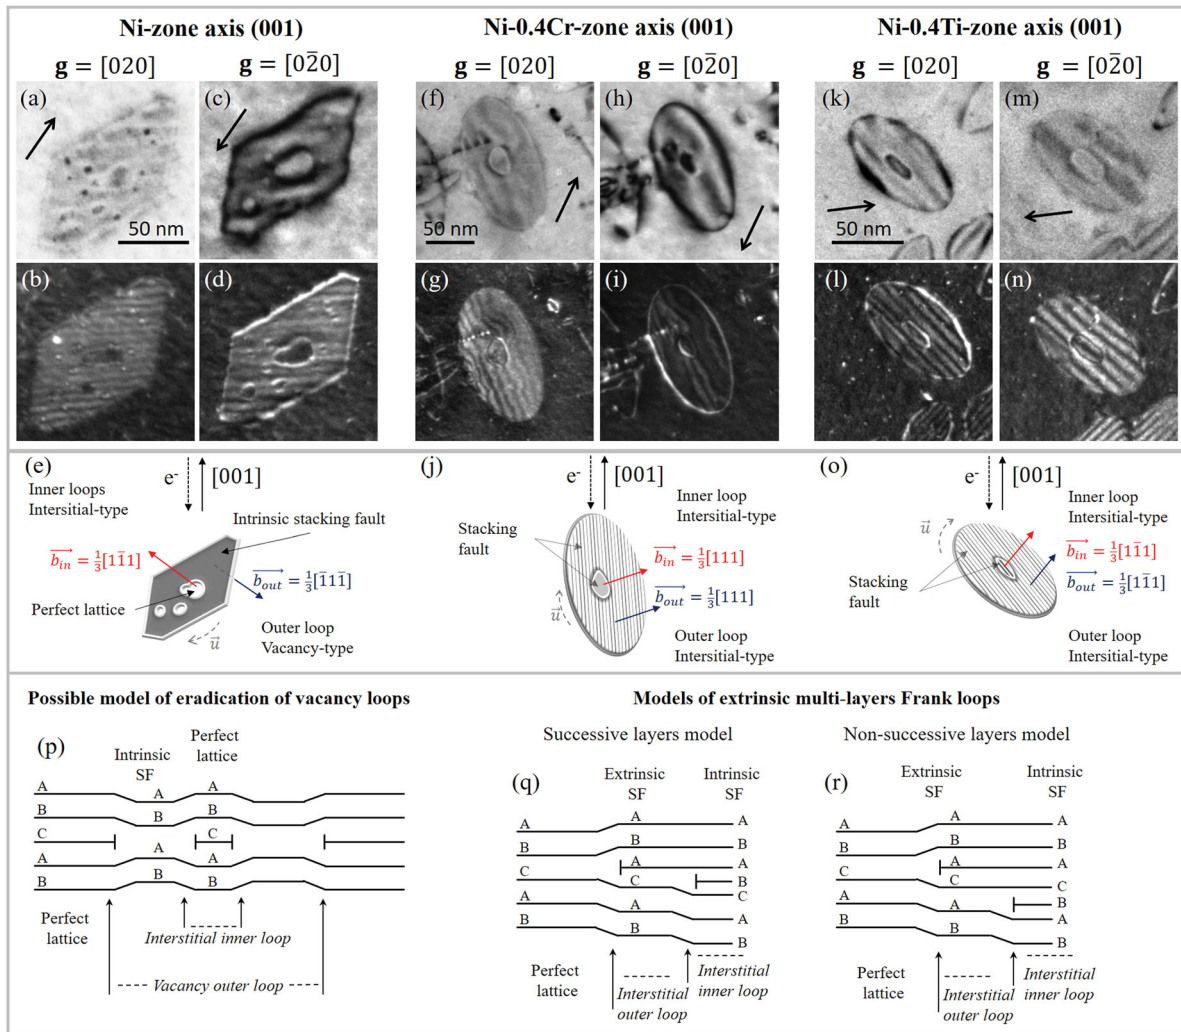 Ni-zone axis (001)
g = [020]
g = [02̅0]
(a)
50 nm
(c)
(b)
(d)
Ni-0.4Cr-zone axis (001)
g = [020]
g = [02̅0]
(f)
50 nm
(h)
(g)
(i)
Ni-0.4Ti-zone axis (001)
g = [020]
g = [02̅0]
(k)
50 nm
(m)
(l)
(n)
(e)
e-
[001]
Inner loops
Intersitial-type
Intrinsic stacking fault
b_in = 1/3[11̅1]
b_out = 1/3[1̅11̅]
Perfect lattice
u
Outer loop
Vacancy-type
(j)
e-
[001]
Inner loop
Intersitial-type
Stacking
fault
b_in = 1/3[111]
b_out = 1/3[111]
u
Outer loop
Intersitial-type
(o)
e-
[001]
Inner loop
Intersitial-type
u
b_in = 1/3[11̅1]
b_out = 1/3[11̅1]
Stacking
fault
Outer loop
Intersitial-type
Possible model of eradication of vacancy loops
(p)
Perfect
lattice
Intrinsic
SF
A A A
B B B
C C
A A A
B B B
Perfect
lattice
Interstitial inner loop
Vacancy outer loop
Models of extrinsic multi-layers Frank loops
Successive layers model
(q)
Extrinsic
SF
Intrinsic
SF
A A A
B B B
A A
B
C C C
A A A
B B B
Perfect
lattice
Interstitial
outer loop
Interstitial
inner loop
Non-successive layers model
(r)
Extrinsic
SF
Intrinsic
SF
A A A
B B B
A A
C C C
B
A A A
B B B
Perfect
lattice
Interstitial
outer loop
Interstitial
inner loop